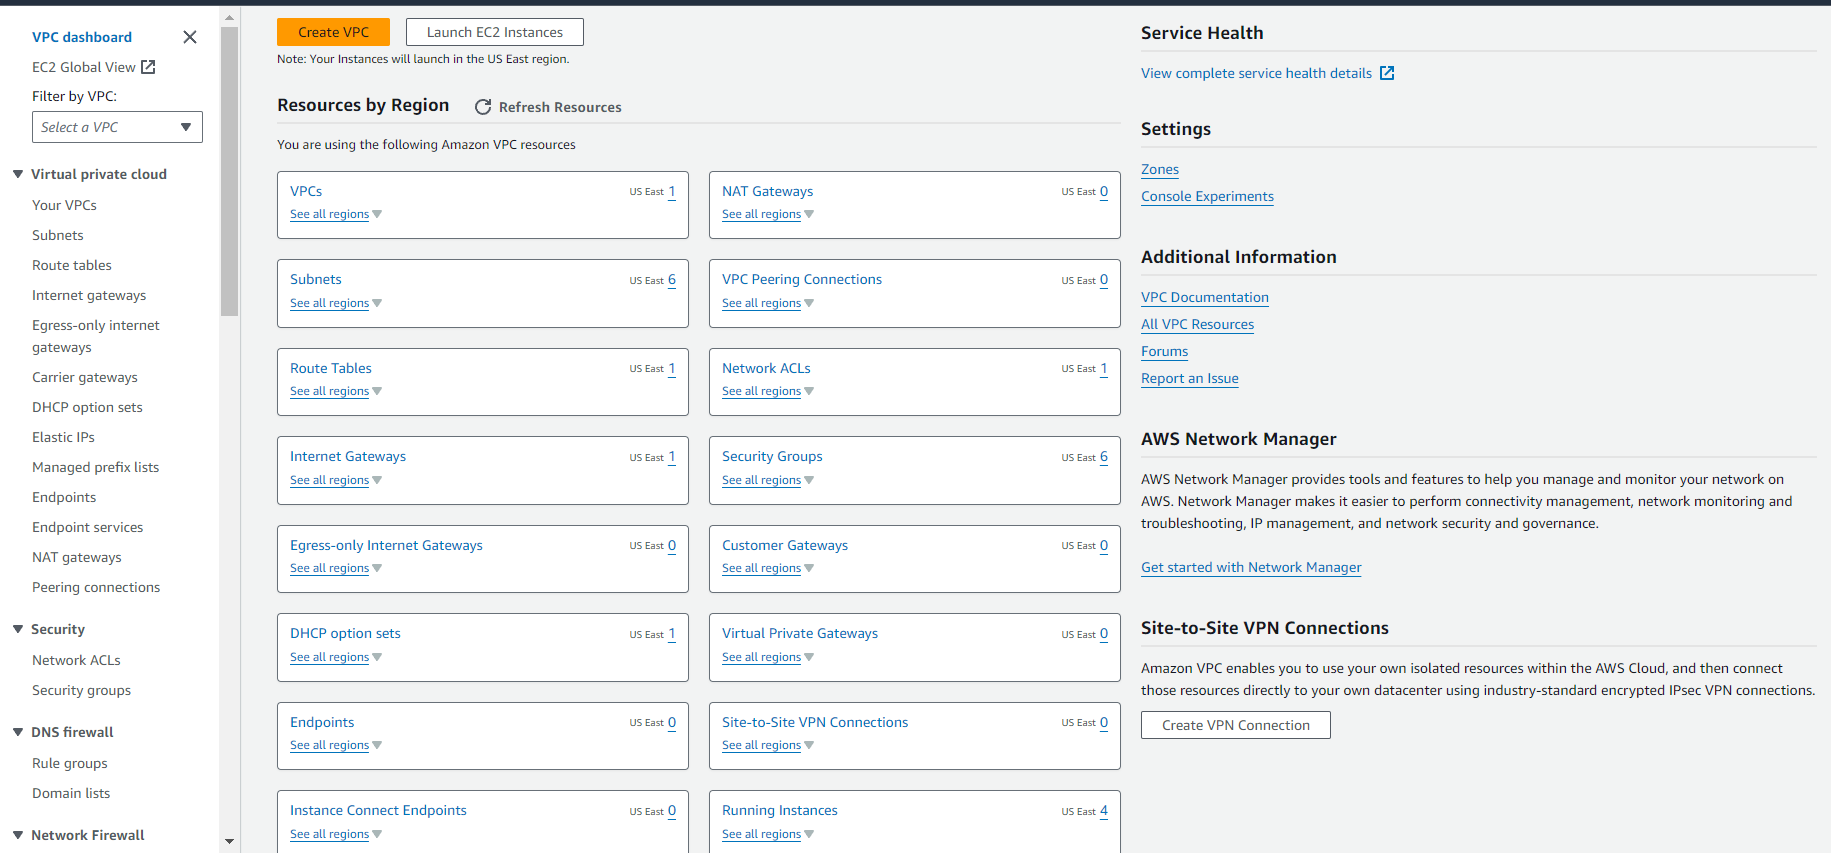 VPC dashboard
EC2 Global View
Filter by VPC:
Select a VPC
Virtual private cloud
Your VPCs
Subnets
Route tables
Internet gateways
Egress-only internet
gateways
Carrier gateways
DHCP option sets
Elastic IPs
Managed prefix lists
Endpoints
Endpoint services
NAT gateways
Peering connections
Security
Network ACLs
Security groups
DNS firewall
Rule groups
Domain lists
Network Firewall
Create VPC
Launch EC2 Instances
Note: Your Instances will launch in the US East region.
Resources by Region
Refresh Resources
You are using the following Amazon VPC resources
VPCs US East 1
See all regions
NAT Gateways US East 0
See all regions
Subnets US East 6
See all regions
VPC Peering Connections US East 0
See all regions
Route Tables US East 1
See all regions
Network ACLs US East 1
See all regions
Internet Gateways US East 1
See all regions
Security Groups US East 6
See all regions
Egress-only Internet Gateways US East 0
See all regions
Customer Gateways US East 0
See all regions
DHCP option sets US East 1
See all regions
Virtual Private Gateways US East 0
See all regions
Endpoints US East 0
See all regions
Site-to-Site VPN Connections US East 0
See all regions
Instance Connect Endpoints US East 0
See all regions
Running Instances US East 4
See all regions
Service Health
View complete service health details
Settings
Zones
Console Experiments
Additional Information
VPC Documentation
All VPC Resources
Forums
Report an Issue
AWS Network Manager
AWS Network Manager provides tools and features to help you manage and monitor your network on
AWS. Network Manager makes it easier to perform connectivity management, network monitoring and
troubleshooting, IP management, and network security and governance.
Get started with Network Manager
Site-to-Site VPN Connections
Amazon VPC enables you to use your own isolated resources within the AWS Cloud, and then connect
those resources directly to your own datacenter using industry-standard encrypted IPsec VPN connections.
Create VPN Connection